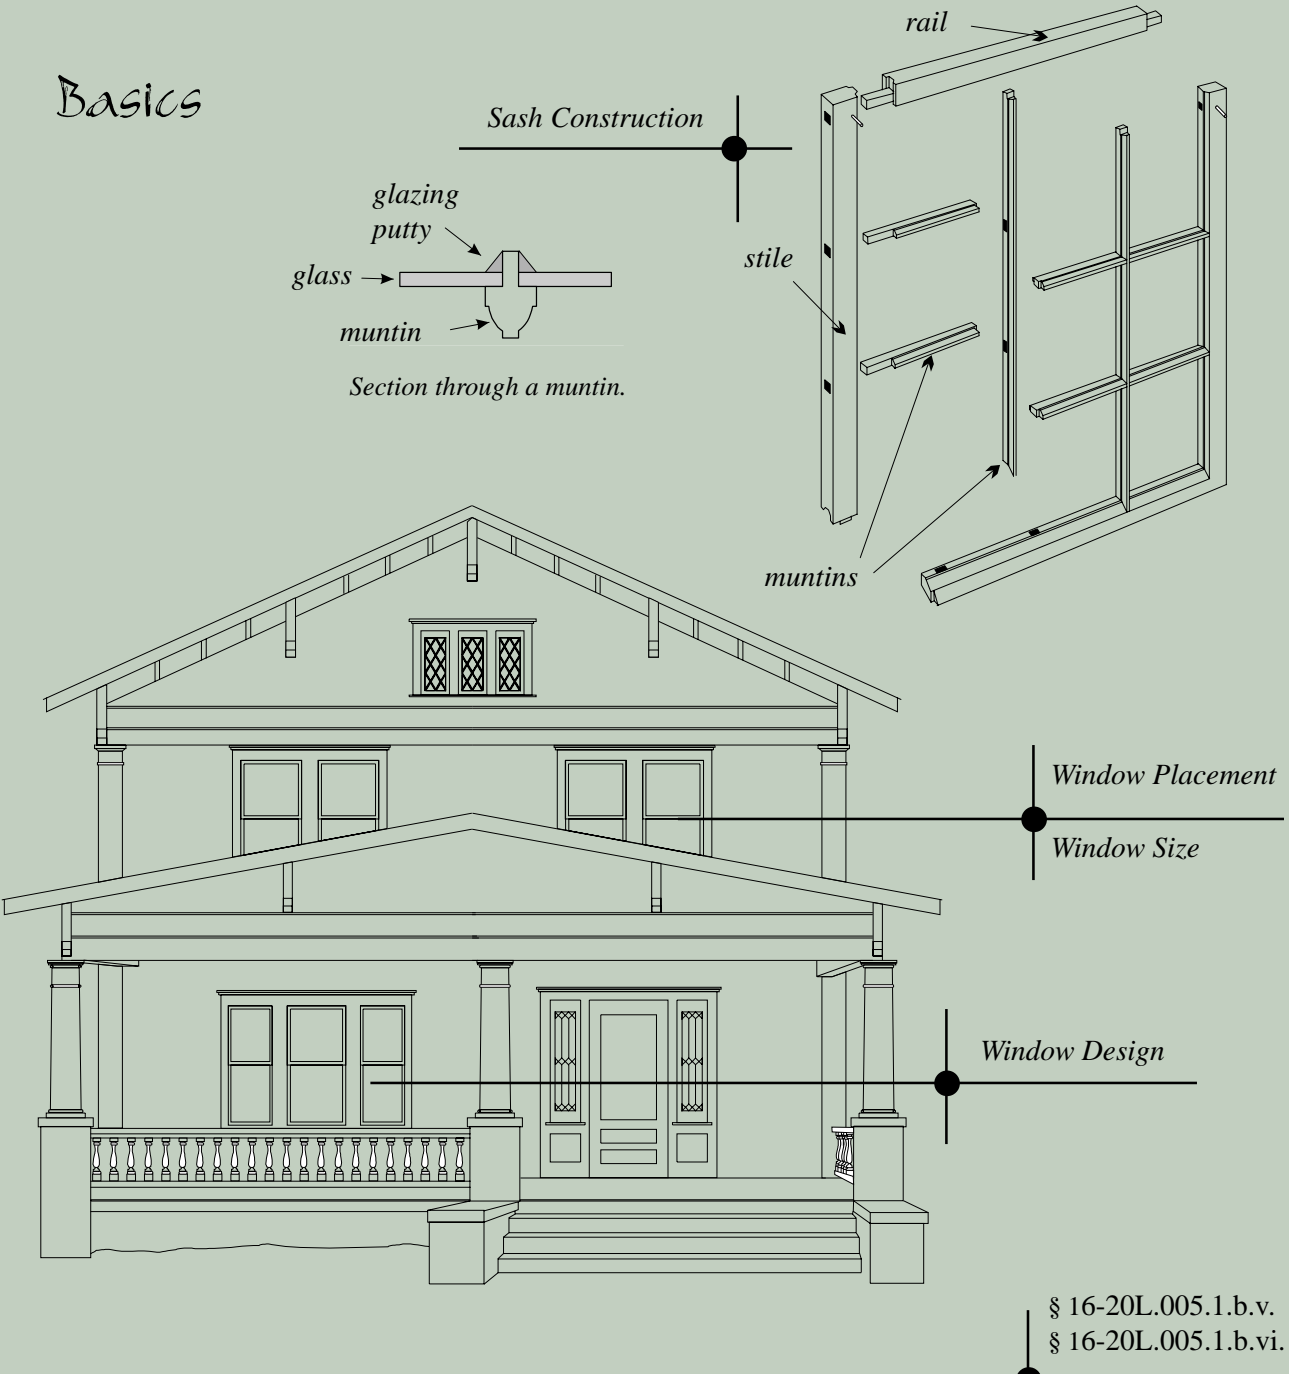 Basics
rail
Sash Construction
glazing
putty
glass
stile
muntin
Section through a muntin.
muntins
Window Placement
Window Size
Window Design
§ 16-20L.005.1.b.v.
§ 16-20L.005.1.b.vi.